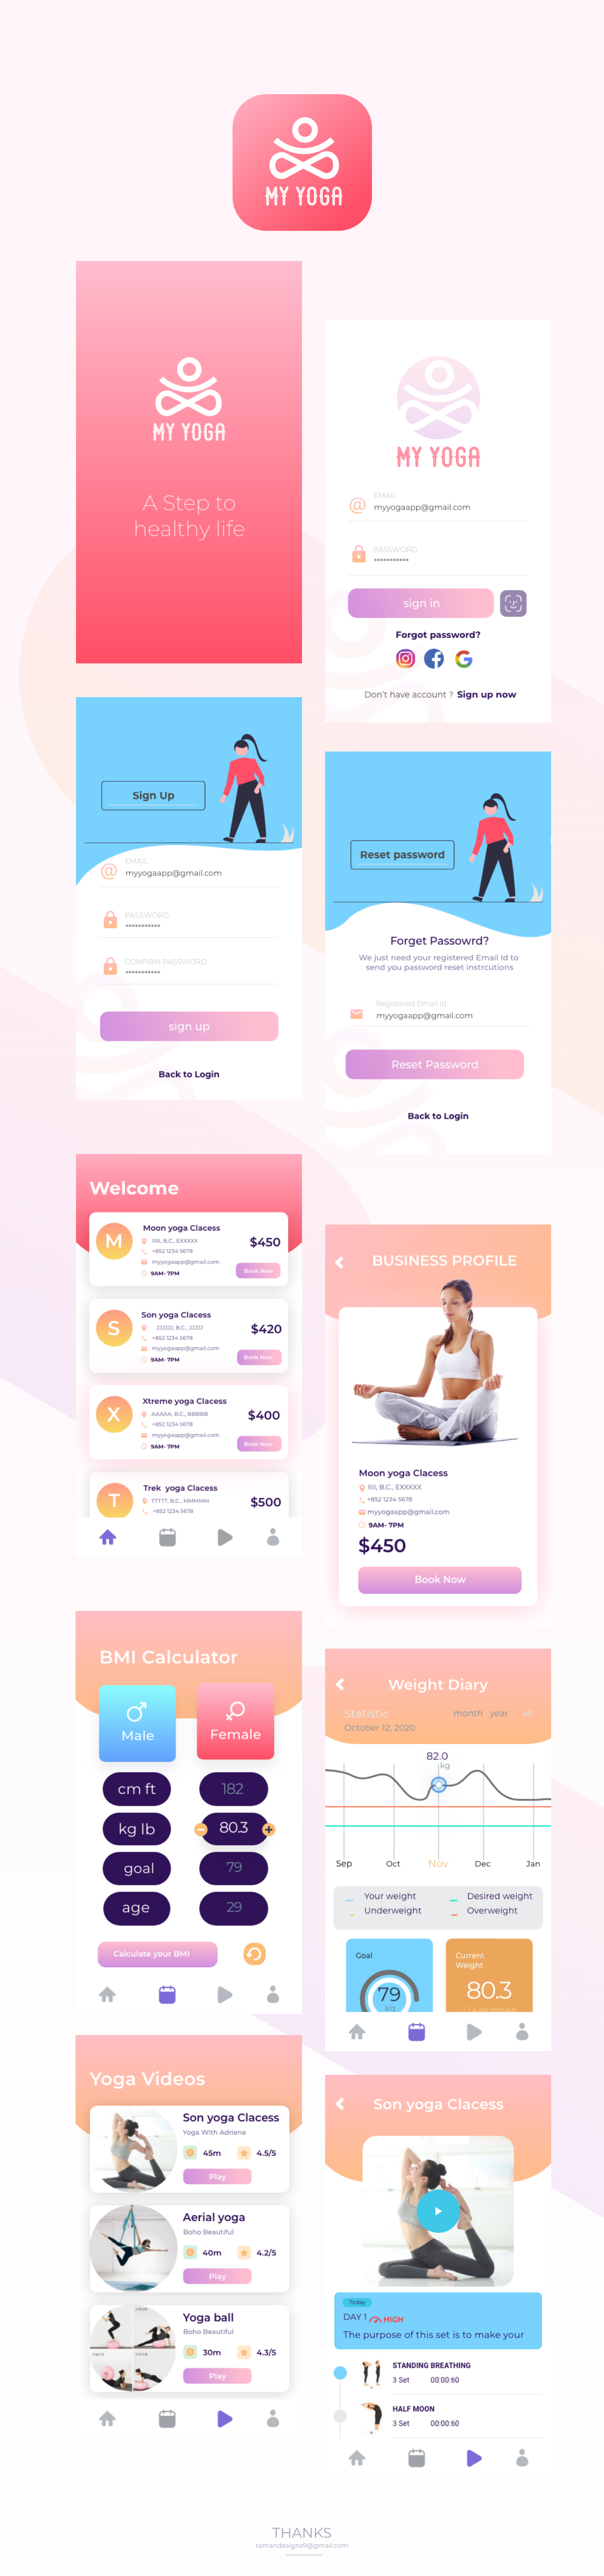 MY YOGA
MY YOGA
A Step to
healthy life
MY YOGA
EMAIL
myyogaapp@gmail.com
PASSWORD
***********
sign in
Forgot password?
Don't have account ? Sign up now
Sign Up
EMAIL
myyogaapp@gmail.com
PASSWORD
***********
CONFIRM PASSWORD
***********
sign up
Back to Login
Reset password
Forget Passowrd?
We just need your registered Email Id to
send you password reset instrcutions
Registered Email Id
myyogaapp@gmail.com
Reset Password
Back to Login
Welcome
M
Moon yoga Clacess
IIII, B.C., EXXXXX
+852 1234 5678
myyogaapp@gmail.com
9AM- 7PM
$450
Book Now
S
Son yoga Clacess
JJJJJJ, B.C., JJJJJ
+852 1234 5678
myyogaapp@gmail.com
9AM- 7PM
$420
Book Now
X
Xtreme yoga Clacess
AAAAA, B.C., BBBBB
+852 1234 5678
myyogaapp@gmail.com
9AM- 7PM
$400
Book Now
T
Trek yoga Clacess
TTTTT, B.C., MMMMM
+852 1234 5678
$500
BUSINESS PROFILE
Moon yoga Clacess
IIII, B.C., EXXXXX
+852 1234 5678
myyogaapp@gmail.com
9AM- 7PM
$450
Book Now
BMI Calculator
Male
Female
cm ft
182
kg lb
80.3
goal
79
age
29
Calculate your BMI
Weight Diary
Statistic
month year all
October 12, 2020
82.0
kg
Sep Oct Nov Dec Jan
Your weight
Desired weight
Underweight
Overweight
Goal
79
kg
Current
Weight
80.3
1.4 kg remain
Yoga Videos
Son yoga Clacess
Yoga With Adriene
45m
4.5/5
Play
Aerial yoga
Boho Beautiful
40m
4.2/5
Play
Yoga ball
Boho Beautiful
30m
4.3/5
Play
Son yoga Clacess
Today
DAY 1 HIGH
The purpose of this set is to make your
STANDING BREATHING
3 Set 00:00:60
HALF MOON
3 Set 00:00:60
THANKS
ramandesigns9@gmail.com